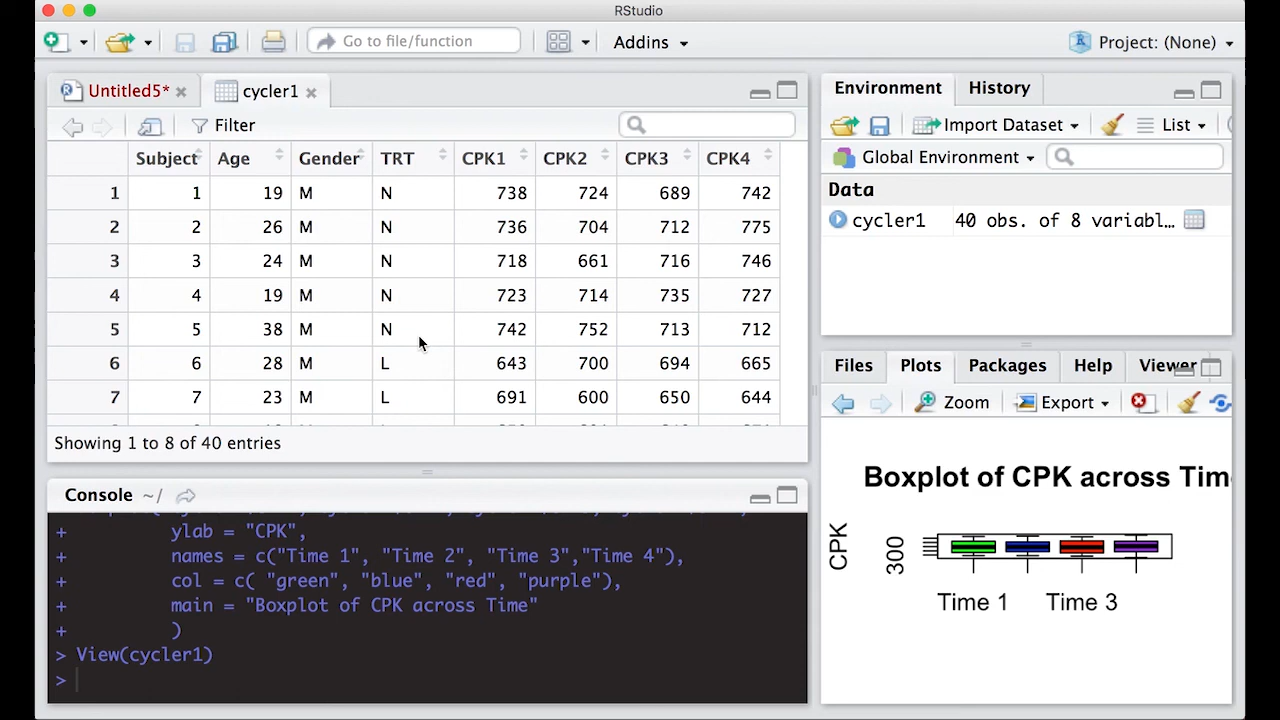 RStudio
Go to file/function
Addins
Project: (None)
Untitled5*
cycler1
Filter
Subject Age Gender TRT CPK1 CPK2 CPK3 CPK4
1 1 19 M N 738 724 689 742
2 2 26 M N 736 704 712 775
3 3 24 M N 718 661 716 746
4 4 19 M N 723 714 735 727
5 5 38 M N 742 752 713 712
6 6 28 M L 643 700 694 665
7 7 23 M L 691 600 650 644
Showing 1 to 8 of 40 entries
Console ~/
+ ylab = "CPK",
+ names = c("Time 1", "Time 2", "Time 3","Time 4"),
+ col = c( "green", "blue", "red", "purple"),
+ main = "Boxplot of CPK across Time"
+ )
> View(cycler1)
>
Environment History
Import Dataset
List
Global Environment
Data
cycler1 40 obs. of 8 variabl…
Files Plots Packages Help Viewer
Zoom Export
Boxplot of CPK across Tim
CPK
300
Time 1 Time 3